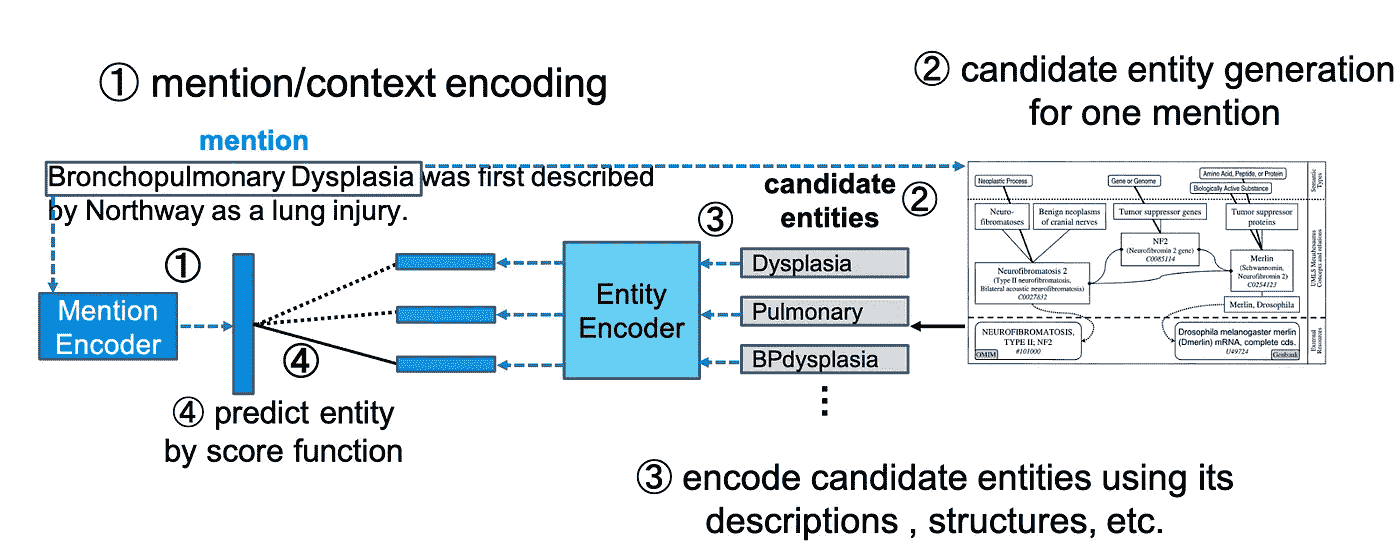 ① mention/context encoding
② candidate entity generation
for one mention
mention
Bronchopulmonary Dysplasia was first described
by Northway as a lung injury.
candidate
entities
②
③
①
Mention
Encoder
④
④ predict entity
by score function
Entity
Encoder
Dysplasia
Pulmonary
BPdysplasia
⋮
③ encode candidate entities using its
descriptions , structures, etc.
Neoplastic Process
Gene or Genome
Amino Acid, Peptide, or Protein
Biologically Active Substance
Semantic
Types
Neuro-
fibromatoses
Benign neoplasms
of cranial nerves
Tumor suppressor genes
Tumor suppressor
proteins
NF2
(Neurofibromin 2 gene)
C0085114
Neurofibromatosis 2
(Type II neurofibromatosis,
Bilateral acoustic neurofibromatosis)
C0027832
Merlin
(Schwannomin,
Neurofibromin 2)
C0254123
UMLS Metathesaurus
Concepts and relations
Merlin, Drosophila
NEUROFIBROMATOSIS,
TYPE II; NF2
#101000
OMIM
Drosophila melanogaster merlin
(Dmerlin) mRNA, complete cds.
U49724
Genbank
External
Resources